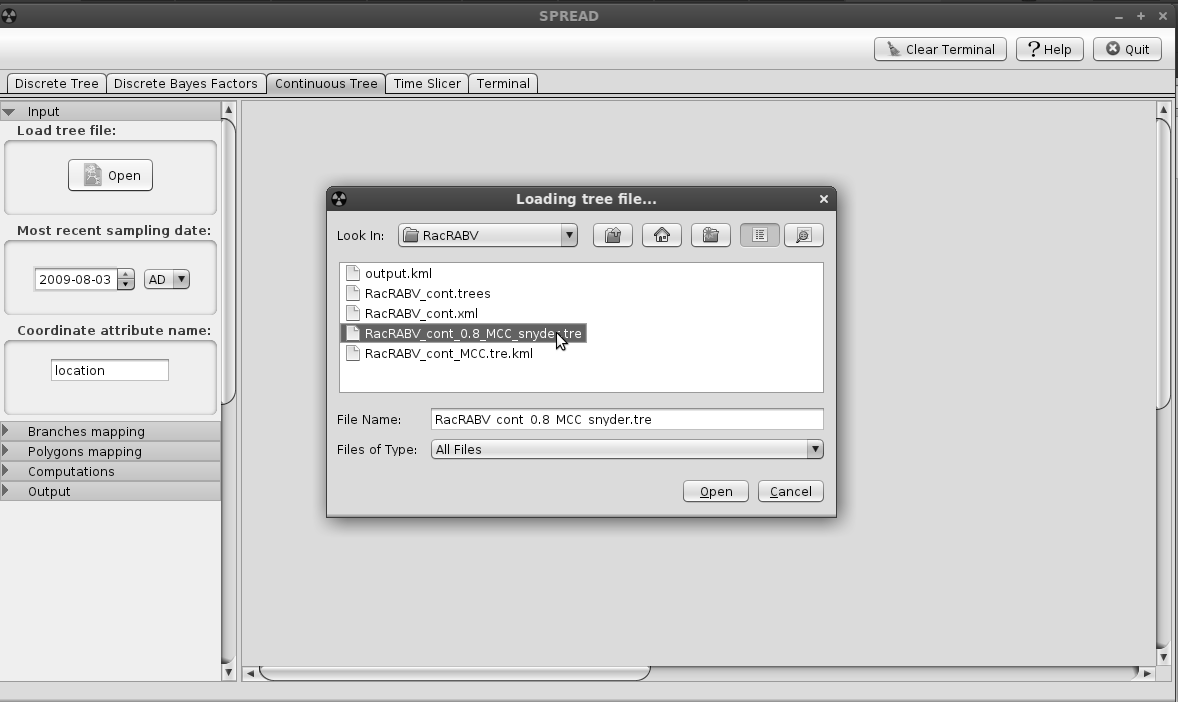 SPREAD
Clear Terminal
Help
Quit
Discrete Tree
Discrete Bayes Factors
Continuous Tree
Time Slicer
Terminal
Input
Load tree file:
Open
Most recent sampling date:
2009-08-03
AD
Coordinate attribute name:
location
Branches mapping
Polygons mapping
Computations
Output
Loading tree file...
Look In:
RacRABV
output.kml
RacRABV_cont.trees
RacRABV_cont.xml
RacRABV_cont_0.8_MCC_snyder.tre
RacRABV_cont_MCC.tre.kml
File Name:
RacRABV_cont_0.8_MCC_snyder.tre
Files of Type:
All Files
Open
Cancel